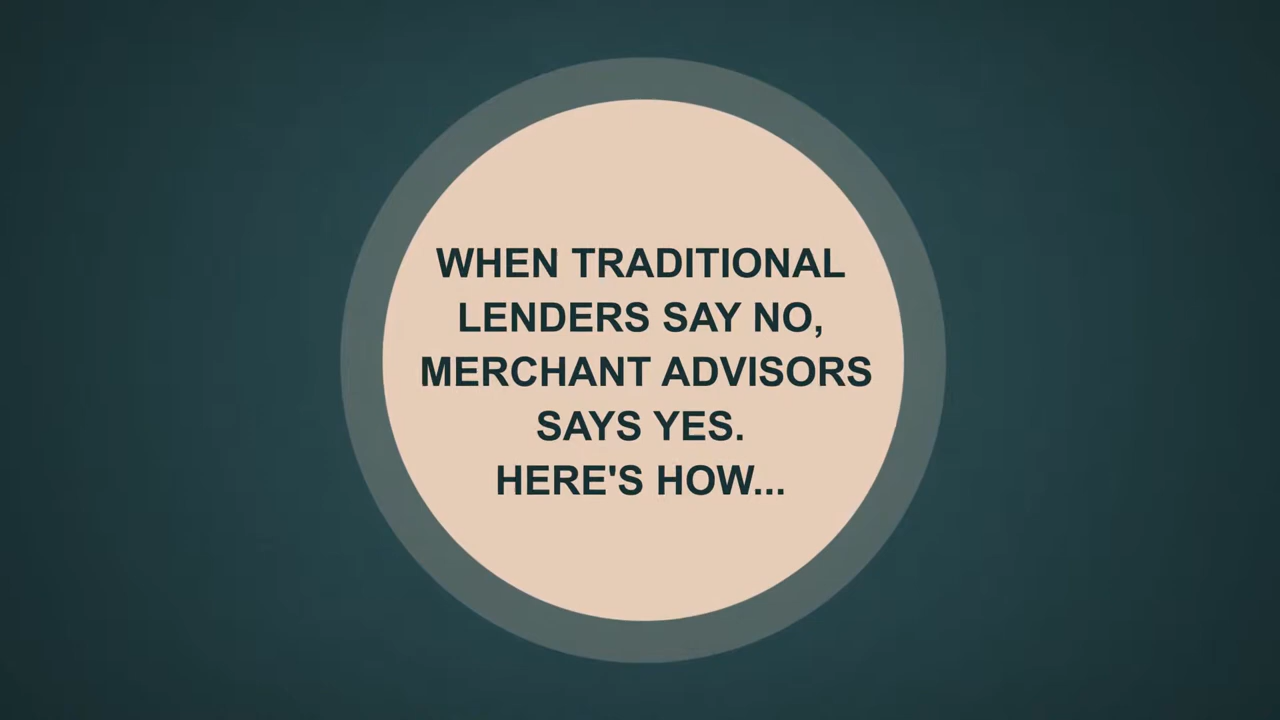 WHEN TRADITIONAL
LENDERS SAY NO,
MERCHANT ADVISORS
SAYS YES.
HERE'S HOW...